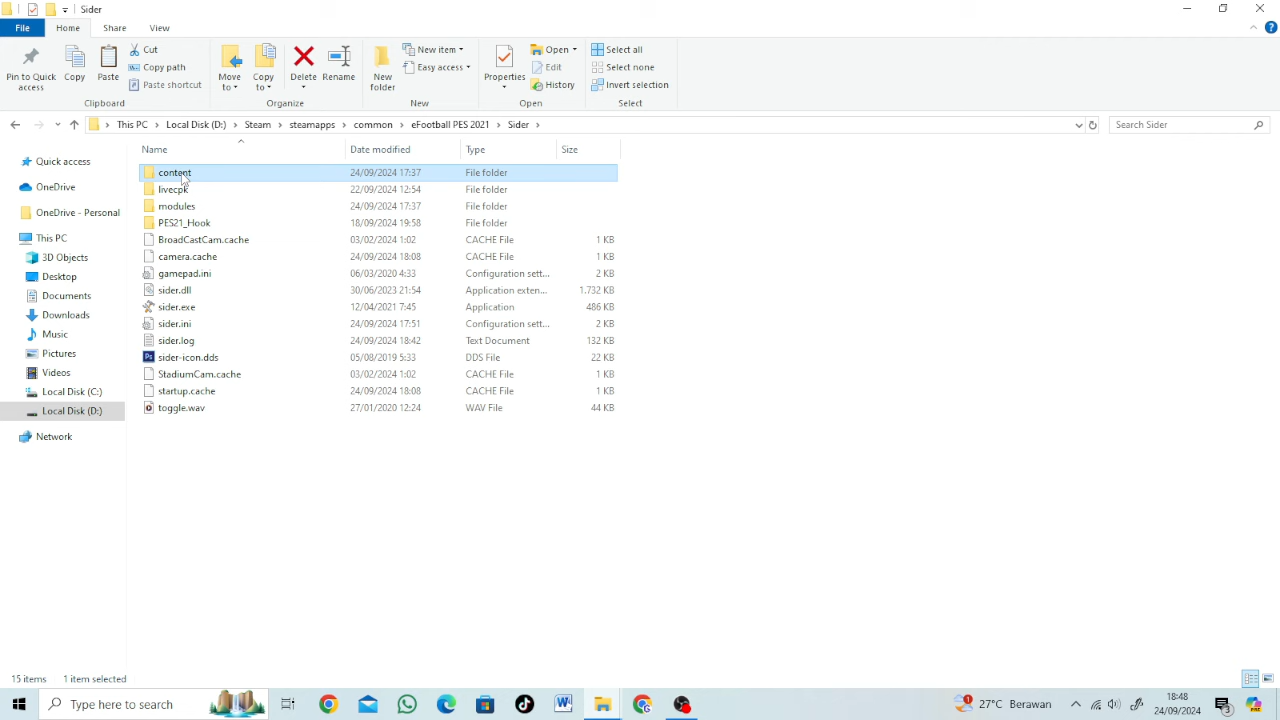 Sider
File Home Share View
Pin to Quick access
Copy
Paste
Cut
Copy path
Paste shortcut
Clipboard
Move to
Copy to
Delete
Rename
Organize
New folder
New item
Easy access
New
Properties
Open
Edit
History
Open
Select all
Select none
Invert selection
Select
This PC > Local Disk (D:) > Steam > steamapps > common > eFootball PES 2021 > Sider >
Search Sider
Quick access
OneDrive
OneDrive - Personal
This PC
3D Objects
Desktop
Documents
Downloads
Music
Pictures
Videos
Local Disk (C:)
Local Disk (D:)
Network
Name Date modified Type Size
content 24/09/2024 17:37 File folder
livecpk 22/09/2024 12:54 File folder
modules 24/09/2024 17:37 File folder
PES21_Hook 18/09/2024 19:58 File folder
BroadCastCam.cache 03/02/2024 1:02 CACHE File 1 KB
camera.cache 24/09/2024 18:08 CACHE File 1 KB
gamepad.ini 06/03/2020 4:33 Configuration sett... 2 KB
sider.dll 30/06/2023 21:54 Application exten... 1.732 KB
sider.exe 12/04/2021 7:45 Application 486 KB
sider.ini 24/09/2024 17:51 Configuration sett... 2 KB
sider.log 24/09/2024 18:42 Text Document 132 KB
sider-icon.dds 05/08/2019 5:33 DDS File 22 KB
StadiumCam.cache 03/02/2024 1:02 CACHE File 1 KB
startup.cache 24/09/2024 18:08 CACHE File 1 KB
toggle.wav 27/01/2020 12:24 WAV File 44 KB
15 items 1 item selected
Type here to search
27°C Berawan
18:48
24/09/2024